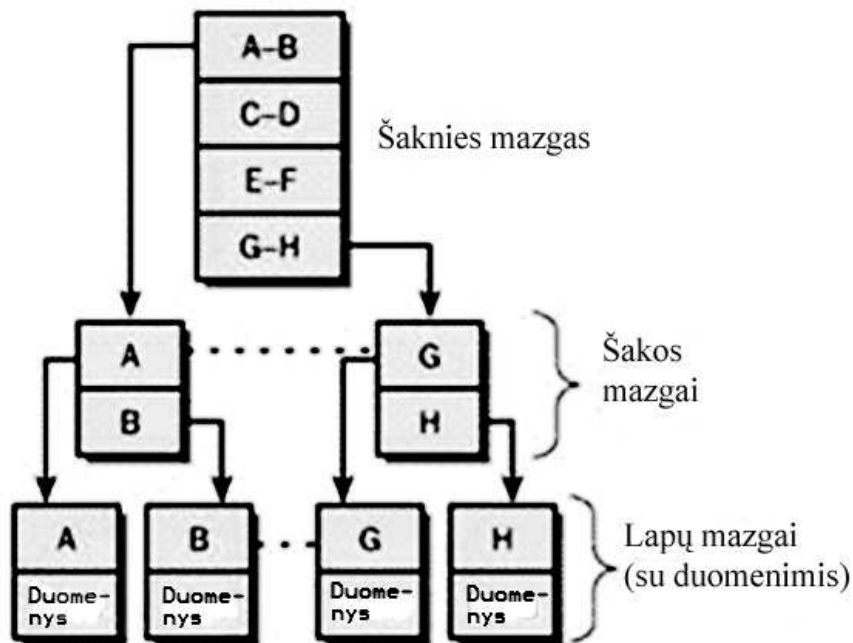 A–B
C–D
Šaknies mazgas
E–F
G–H
A
G
Šakos
mazgai
B
H
A
B
G
H
Lapų mazgai
(su duomenimis)
Duome-
nys
Duome-
nys
Duome-
nys
Duome-
nys